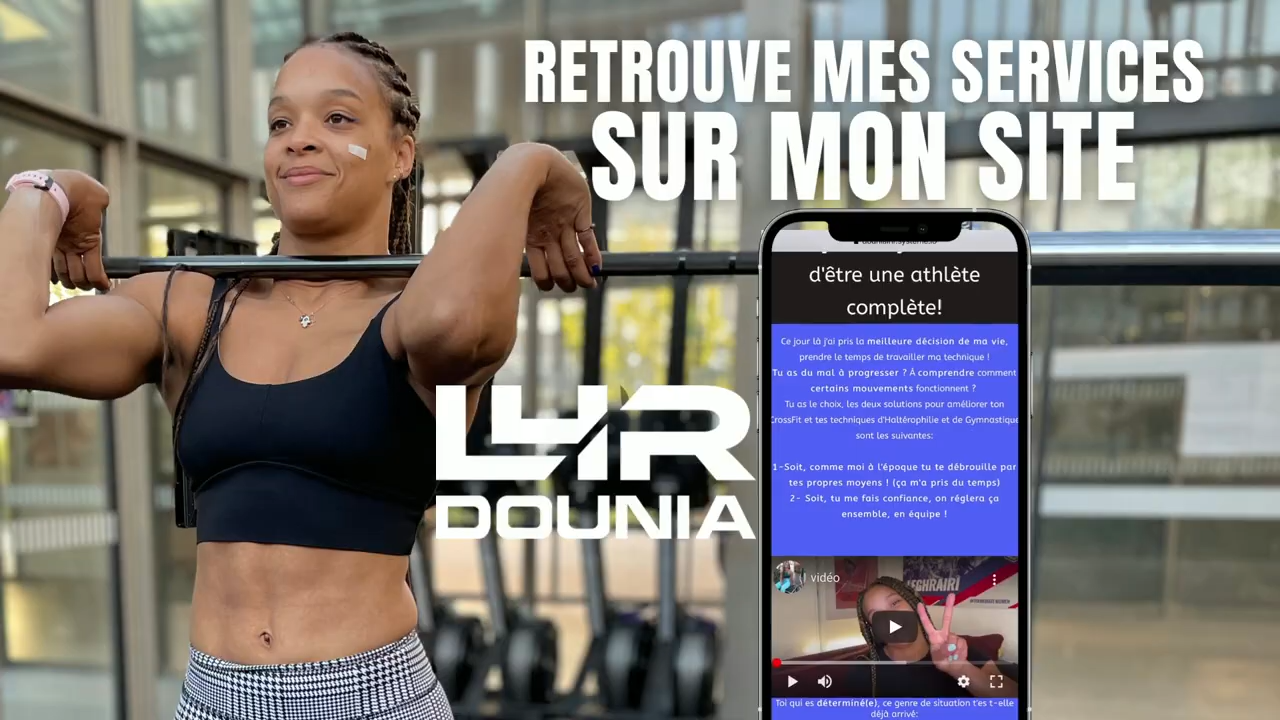 RETROUVE MES SERVICES
SUR MON SITE
L4R
DOUNIA
d'être une athlète
complète!
Ce jour là j'ai pris la meilleure décision de ma vie,
prendre le temps de travailler ma technique !
Tu as du mal à progresser ? À comprendre comment
certains mouvements fonctionnent ?
Tu as le choix, les deux solutions pour améliorer ton
CrossFit et tes techniques d'Haltérophilie et de Gymnastique
sont les suivantes:
1-Soit, comme moi à l'époque tu te débrouille par
tes propres moyens ! (ça m'a pris du temps)
2- Soit, tu me fais confiance, on réglera ça
ensemble, en équipe !
vidéo
LEGHRAIRI
Toi qui es déterminé(e), ce genre de situation t'es t-elle
déjà arrivé: